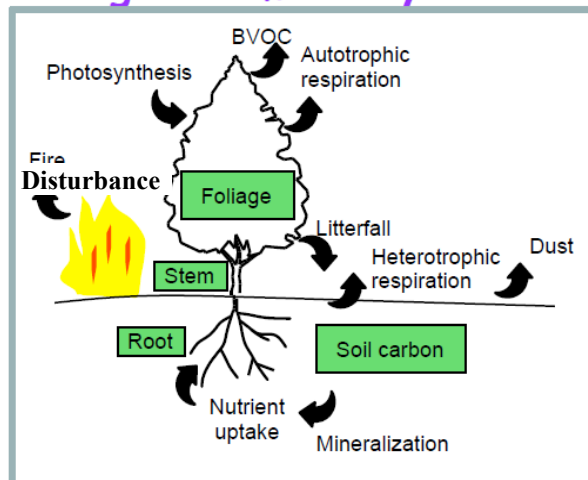 BVOC
Photosynthesis
Autotrophic
respiration
Fire
Disturbance
Foliage
Litterfall
Stem
Heterotrophic
respiration
Dust
Root
Soil carbon
Nutrient
uptake
Mineralization